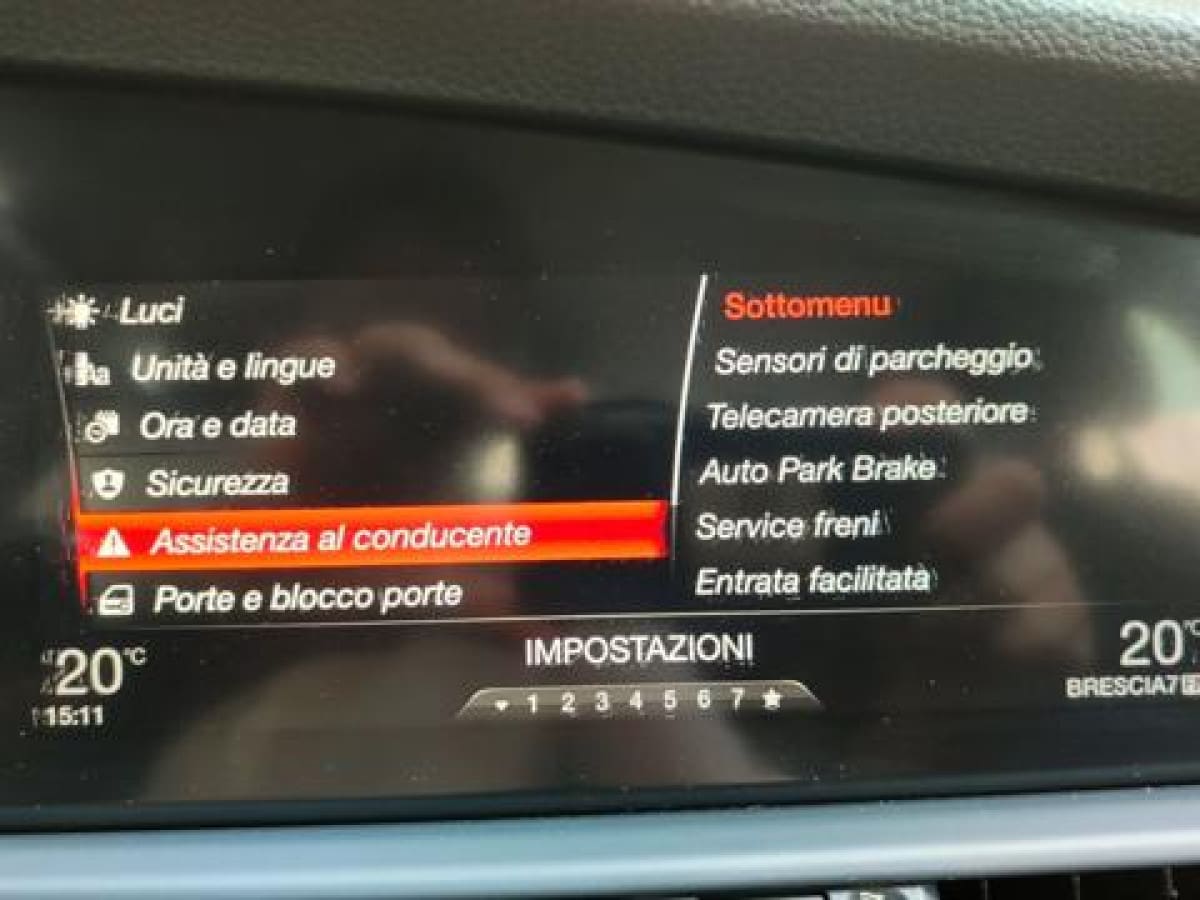 Luci
Unità e lingue
Ora e data
Sicurezza
Assistenza al conducente
Porte e blocco porte
Sottomenu
Sensori di parcheggio
Telecamera posteriore
Auto Park Brake
Service freni
Entrata facilitata
IMPOSTAZIONI
20°C
15:11
1 2 3 4 5 6 7
20°C
BRESCIA7